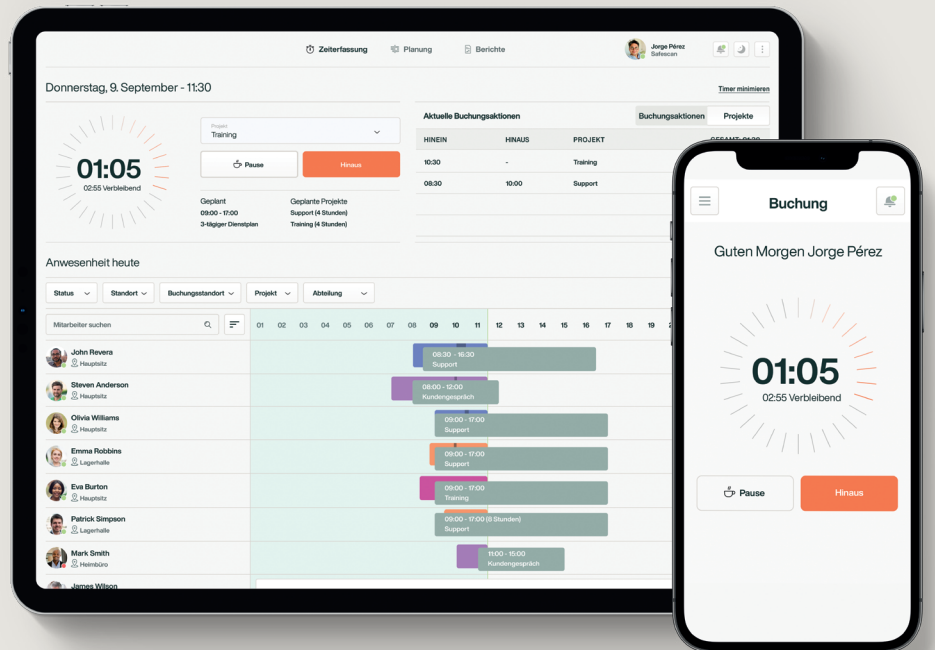 Zeiterfassung
Planung
Berichte
Jorge Pérez
Safescan
Donnerstag, 9. September - 11:30
Timer minimieren
01:05
02:55 Verbleibend
Projekt
Training
Pause
Hinaus
Geplant
09:00 - 17:00
3-tägiger Dienstplan
Geplante Projekte
Support (4 Stunden)
Training (4 Stunden)
Aktuelle Buchungsaktionen
Buchungsaktionen
Projekte
HINEIN HINAUS PROJEKT GESAMT: 01:30
10:30 - Training
08:30 10:00 Support
Anwesenheit heute
Status
Standort
Buchungsstandort
Projekt
Abteilung
Mitarbeiter suchen
01 02 03 04 05 06 07 08 09 10 11 12 13 14 15 16 17 18 19
John Revera
Hauptsitz
08:30 - 16:30
Support
Steven Anderson
Hauptsitz
08:00 - 12:00
Kundengespräch
Olivia Williams
Hauptsitz
09:00 - 17:00
Support
Emma Robbins
Lagerhalle
09:00 - 17:00
Support
Eva Burton
Hauptsitz
09:00 - 17:00
Training
Patrick Simpson
Lagerhalle
09:00 - 17:00 (8 Stunden)
Support
Mark Smith
Heimbüro
11:00 - 15:00
Kundengespräch
James Wilson
Buchung
Guten Morgen Jorge Pérez
01:05
02:55 Verbleibend
Pause
Hinaus